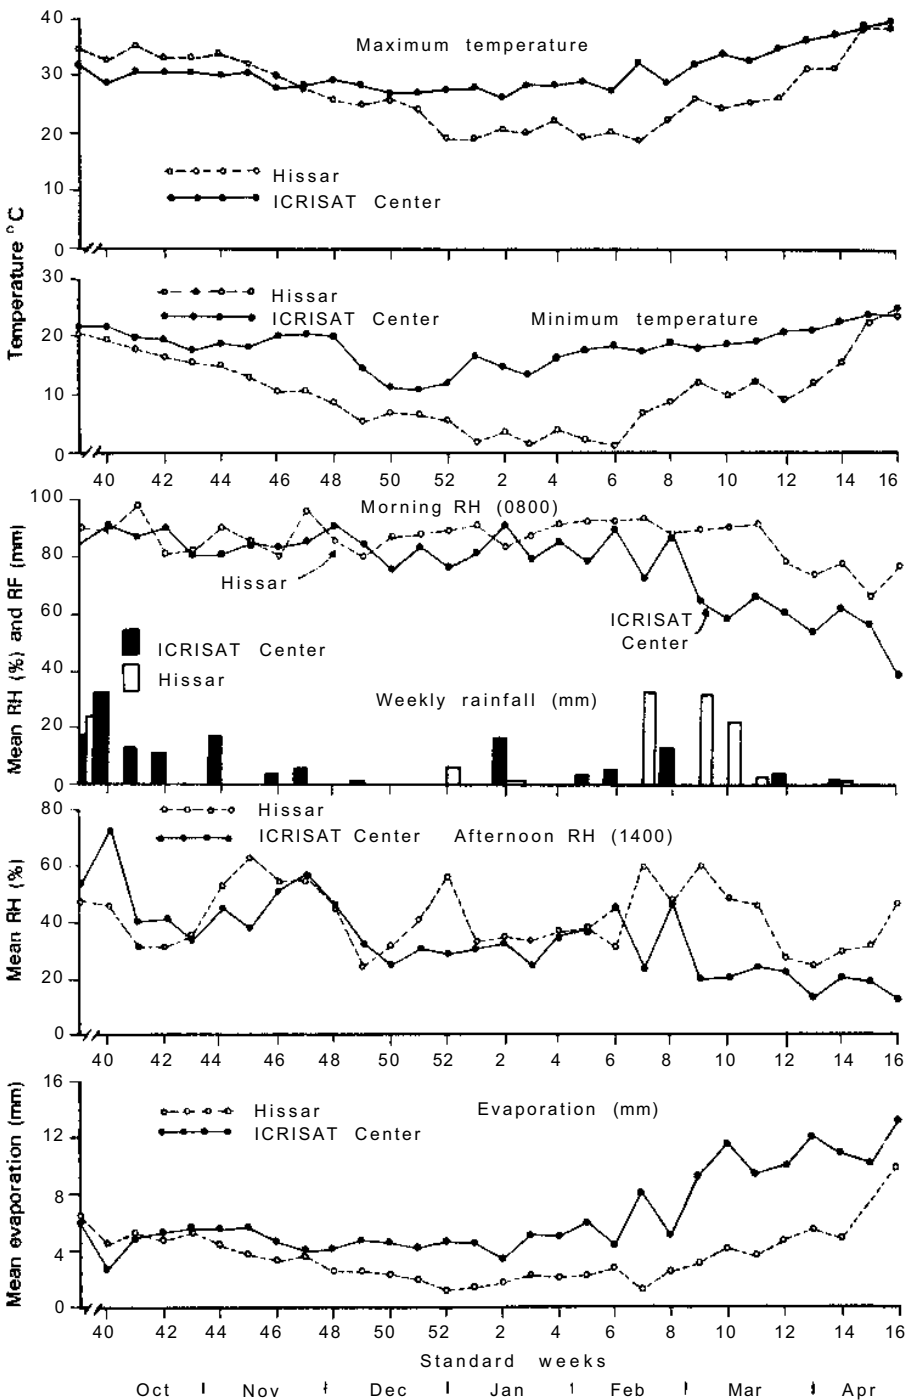 40
Maximum temperature
30
20
Hissar
ICRISAT Center
10
0
Temperature °C
30
Hissar
ICRISAT Center
Minimum temperature
20
10
0
40 42 44 46 48 50 52 2 4 6 8 10 12 14 16
100
Morning RH (0800)
80
Hissar
60
ICRISAT
Center
ICRISAT Center
40
Hissar
Weekly rainfall (mm)
20
0
Mean RH (%) and RF (mm)
80
Hissar
ICRISAT Center
Afternoon RH (1400)
60
40
20
0
Mean RH (%)
40 42 44 46 48 50 52 2 4 6 8 10 12 14 16
16
Hissar
Evaporation (mm)
ICRISAT Center
12
8
4
0
Mean evaporation (mm)
40 42 44 46 48 50 52 2 4 6 8 10 12 14 16
Standard weeks
Oct Nov Dec Jan Feb Mar Apr